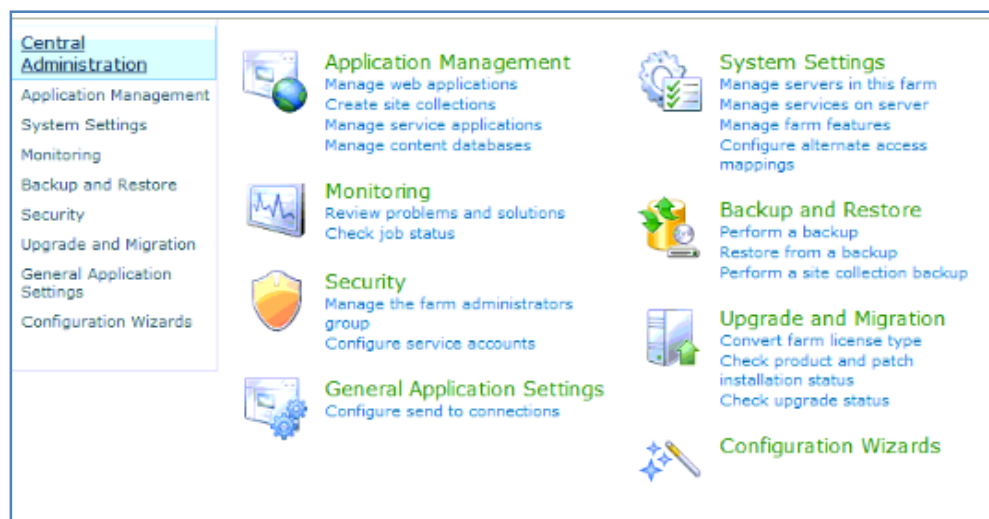 Central
Administration
Application Management
System Settings
Monitoring
Backup and Restore
Security
Upgrade and Migration
General Application
Settings
Configuration Wizards
Application Management
Manage web applications
Create site collections
Manage service applications
Manage content databases
Monitoring
Review problems and solutions
Check job status
Security
Manage the farm administrators
group
Configure service accounts
General Application Settings
Configure send to connections
System Settings
Manage servers in this farm
Manage services on server
Manage farm features
Configure alternate access
mappings
Backup and Restore
Perform a backup
Restore from a backup
Perform a site collection backup
Upgrade and Migration
Convert farm license type
Check product and patch
installation status
Check upgrade status
Configuration Wizards